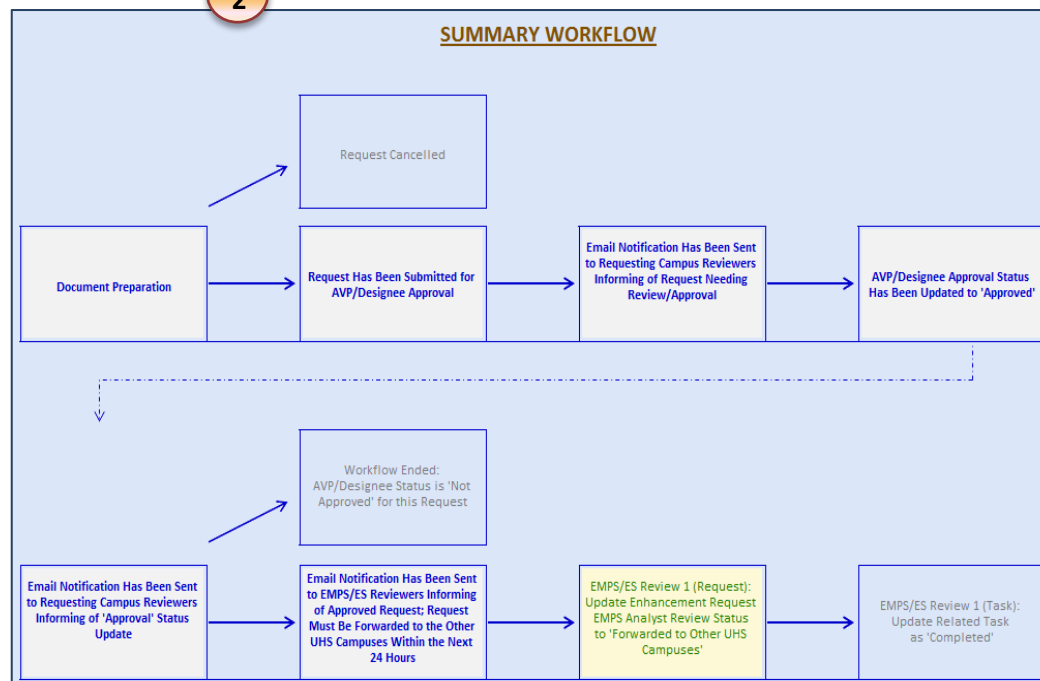 2
SUMMARY WORKFLOW
Request Cancelled
Document Preparation
Request Has Been Submitted for
AVP/Designee Approval
Email Notification Has Been Sent
to Requesting Campus Reviewers
Informing of Request Needing
Review/Approval
AVP/Designee Approval Status
Has Been Updated to 'Approved'
Workflow Ended:
AVP/Designee Status is 'Not
Approved' for this Request
Email Notification Has Been Sent
to Requesting Campus Reviewers
Informing of 'Approval' Status
Update
Email Notification Has Been Sent
to EMPS/ES Reviewers Informing
of Approved Request; Request
Must Be Forwarded to the Other
UHS Campuses Within the Next
24 Hours
EMPS/ES Review 1 (Request):
Update Enhancement Request
EMPS Analyst Review Status
to 'Forwarded to Other UHS
Campuses'
EMPS/ES Review 1 (Task):
Update Related Task
as 'Completed'